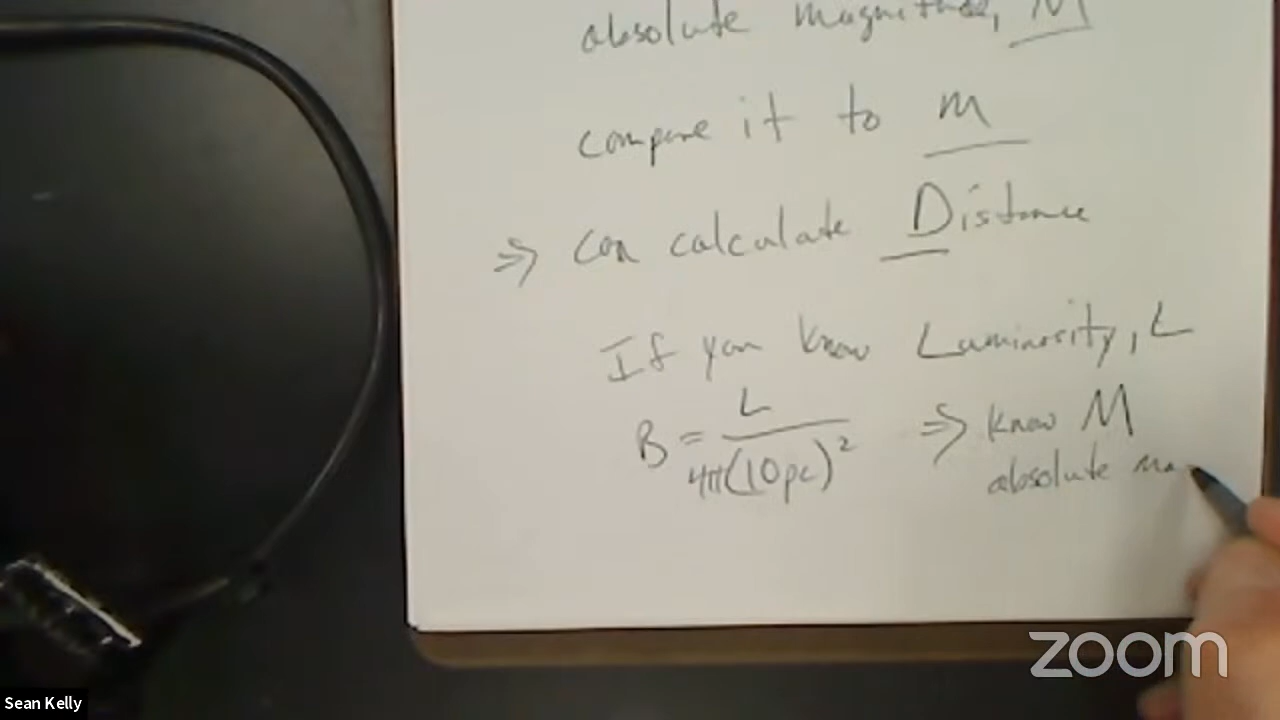 absolute magnitude, M
compare it to m
⇒ can calculate Distance
If you know Luminosity, L
B = L / 4π(10pc)² ⇒ know M
absolute ma
zoom
Sean Kelly